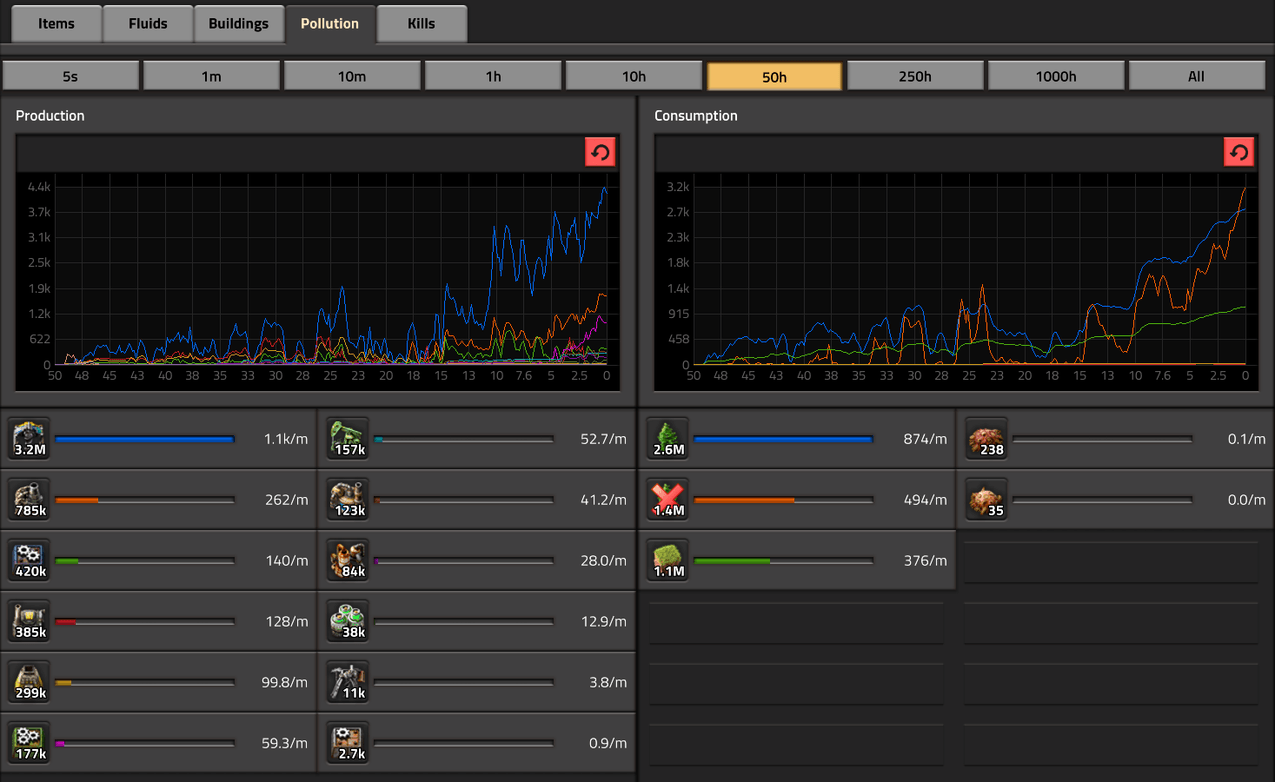 Items Fluids Buildings Pollution Kills
5s 1m 10m 1h 10h 50h 250h 1000h All
Production
4.4k
3.7k
3.1k
2.5k
1.9k
1.2k
622
0
50 48 45 43 40 38 35 33 30 28 25 23 20 18 15 13 10 7.6 5 2.5 0
Consumption
3.2k
2.7k
2.3k
1.8k
1.4k
915
458
0
50 48 45 43 40 38 35 33 30 28 25 23 20 18 15 13 10 7.6 5 2.5 0
3.2M 1.1k/m 157k 52.7/m
785k 262/m 123k 41.2/m
420k 140/m 84k 28.0/m
385k 128/m 38k 12.9/m
299k 99.8/m 11k 3.8/m
177k 59.3/m 2.7k 0.9/m
2.6M 874/m 238 0.1/m
1.4M 494/m 35 0.0/m
1.1M 376/m